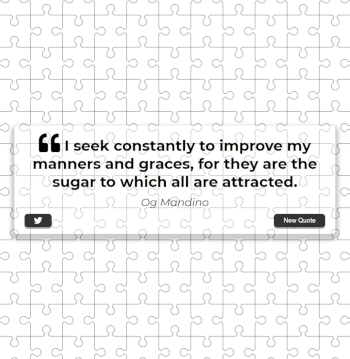 ❝ I seek constantly to improve my
manners and graces, for they are the
sugar to which all are attracted.
Og Mandino
New Quote